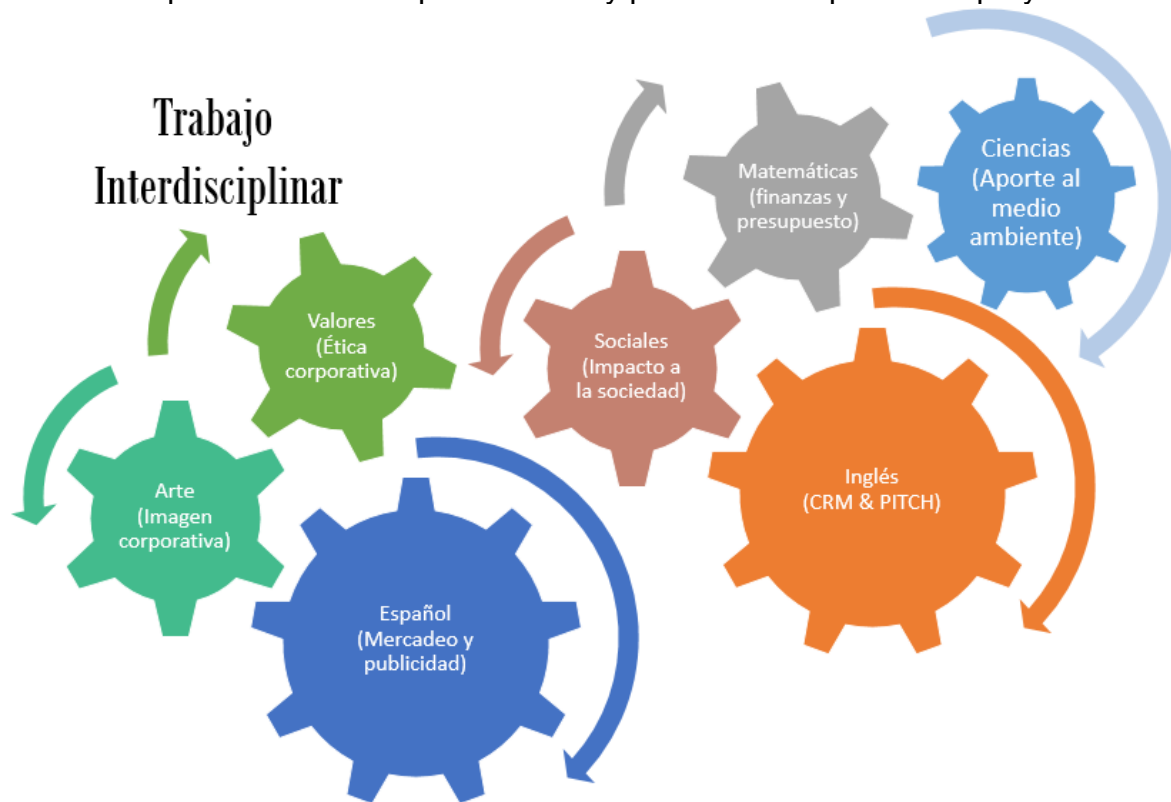 Trabajo
Interdisciplinar
Matemáticas
(finanzas y
presupuesto)
Ciencias
(Aporte al
medio
ambiente)
Valores
(Ética
corporativa)
Sociales
(Impacto a
la sociedad)
Arte
(Imagen
corporativa)
Inglés
(CRM & PITCH)
Español
(Mercadeo y
publicidad)